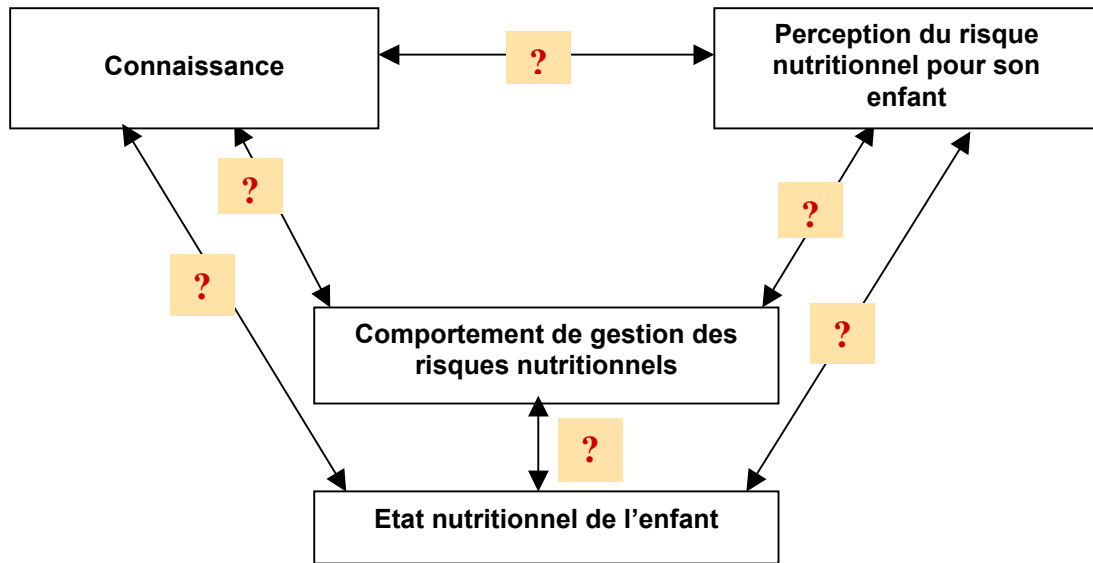 Connaissance
?
Perception du risque
nutritionnel pour son
enfant
?
?
?
?
Comportement de gestion des
risques nutritionnels
?
Etat nutritionnel de l’enfant